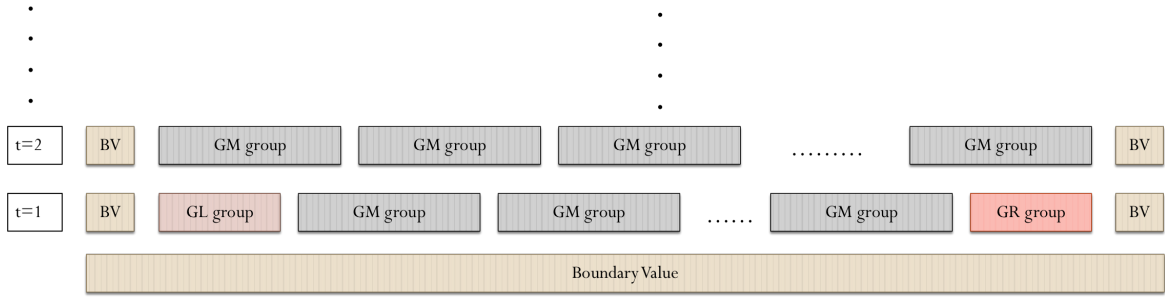 t=2 BV GM group GM group GM group ......... GM group BV
t=1 BV GL group GM group GM group ...... GM group GR group BV
Boundary Value